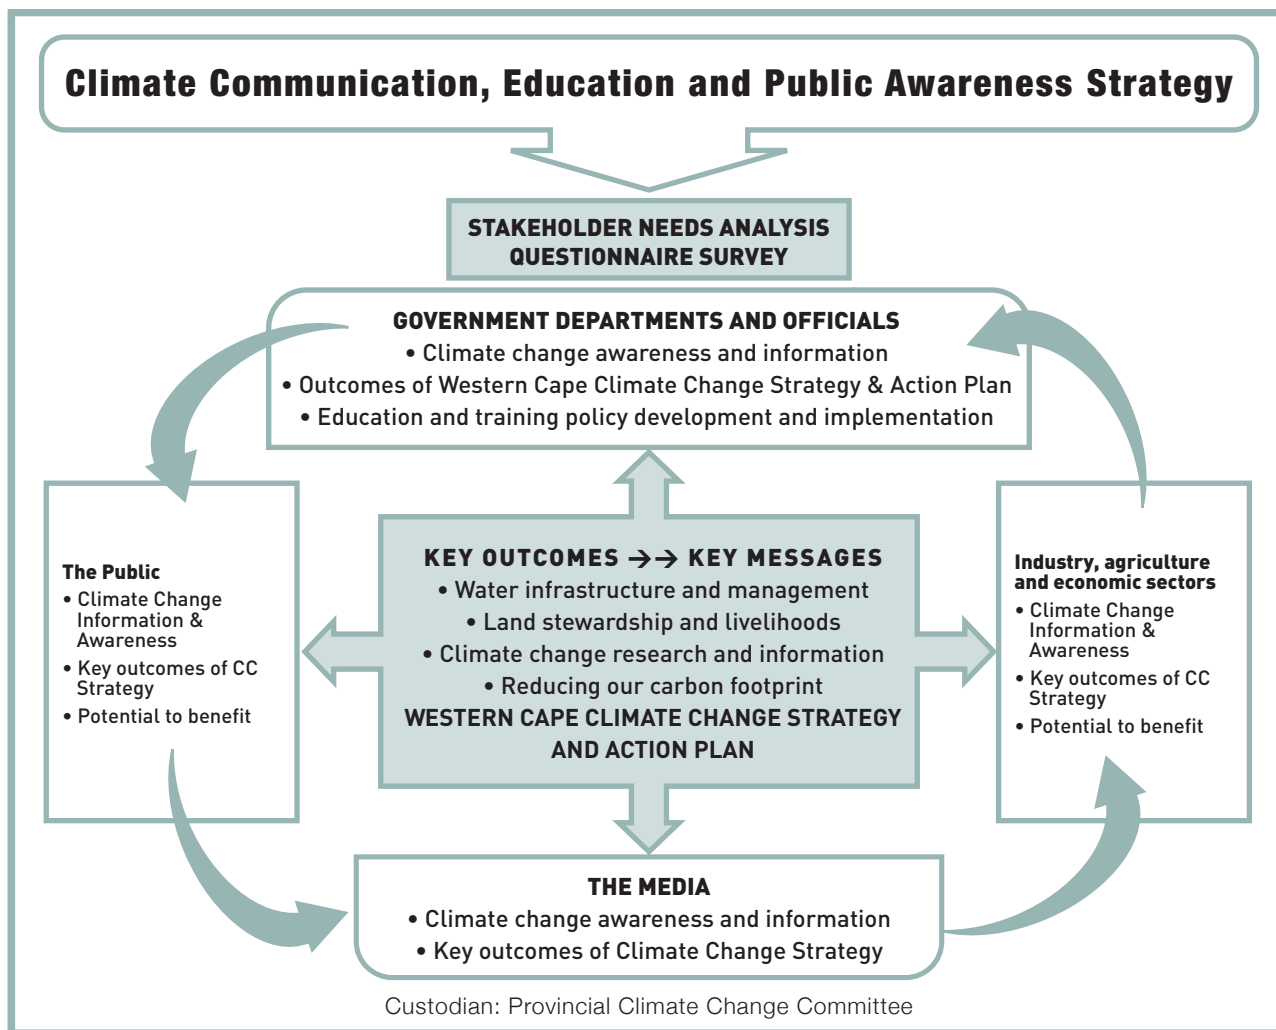 Climate Communication, Education and Public Awareness Strategy
STAKEHOLDER NEEDS ANALYSIS
QUESTIONNAIRE SURVEY
GOVERNMENT DEPARTMENTS AND OFFICIALS
• Climate change awareness and information
• Outcomes of Western Cape Climate Change Strategy & Action Plan
• Education and training policy development and implementation
The Public
• Climate Change
Information &
Awareness
• Key outcomes of CC
Strategy
• Potential to benefit
KEY OUTCOMES →→ KEY MESSAGES
• Water infrastructure and management
• Land stewardship and livelihoods
• Climate change research and information
• Reducing our carbon footprint
WESTERN CAPE CLIMATE CHANGE STRATEGY
AND ACTION PLAN
Industry, agriculture
and economic sectors
• Climate Change
Information &
Awareness
• Key outcomes of CC
Strategy
• Potential to benefit
THE MEDIA
• Climate change awareness and information
• Key outcomes of Climate Change Strategy
Custodian: Provincial Climate Change Committee